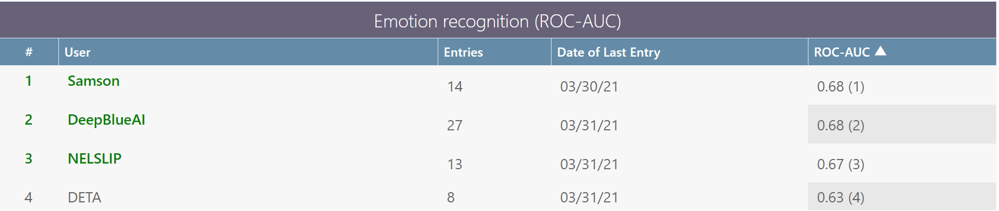 Emotion recognition (ROC-AUC)
# User Entries Date of Last Entry ROC-AUC ▲
1 Samson 14 03/30/21 0.68 (1)
2 DeepBlueAI 27 03/31/21 0.68 (2)
3 NELSLIP 13 03/31/21 0.67 (3)
4 DETA 8 03/31/21 0.63 (4)